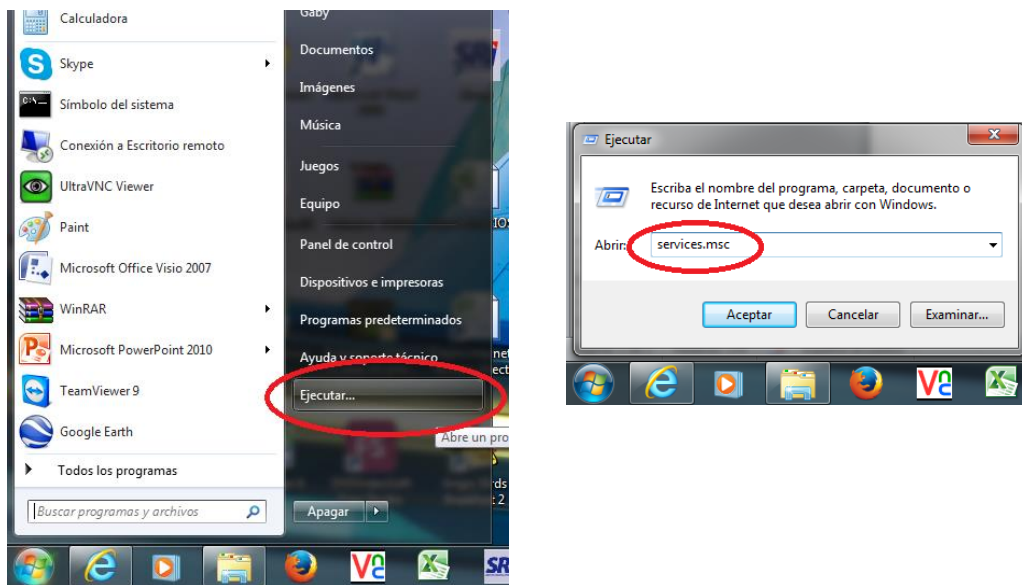 Calculadora
Skype
Símbolo del sistema
Conexión a Escritorio remoto
UltraVNC Viewer
Paint
Microsoft Office Visio 2007
WinRAR
Microsoft PowerPoint 2010
TeamViewer 9
Google Earth
Todos los programas
Buscar programas y archivos
Gaby
Documentos
Imágenes
Música
Juegos
Equipo
Panel de control
Dispositivos e impresoras
Programas predeterminados
Ayuda y soporte técnico
Ejecutar...
Abre un pro
Apagar
Ejecutar
Escriba el nombre del programa, carpeta, documento o
recurso de Internet que desea abrir con Windows.
Abrir: services.msc
Aceptar Cancelar Examinar...